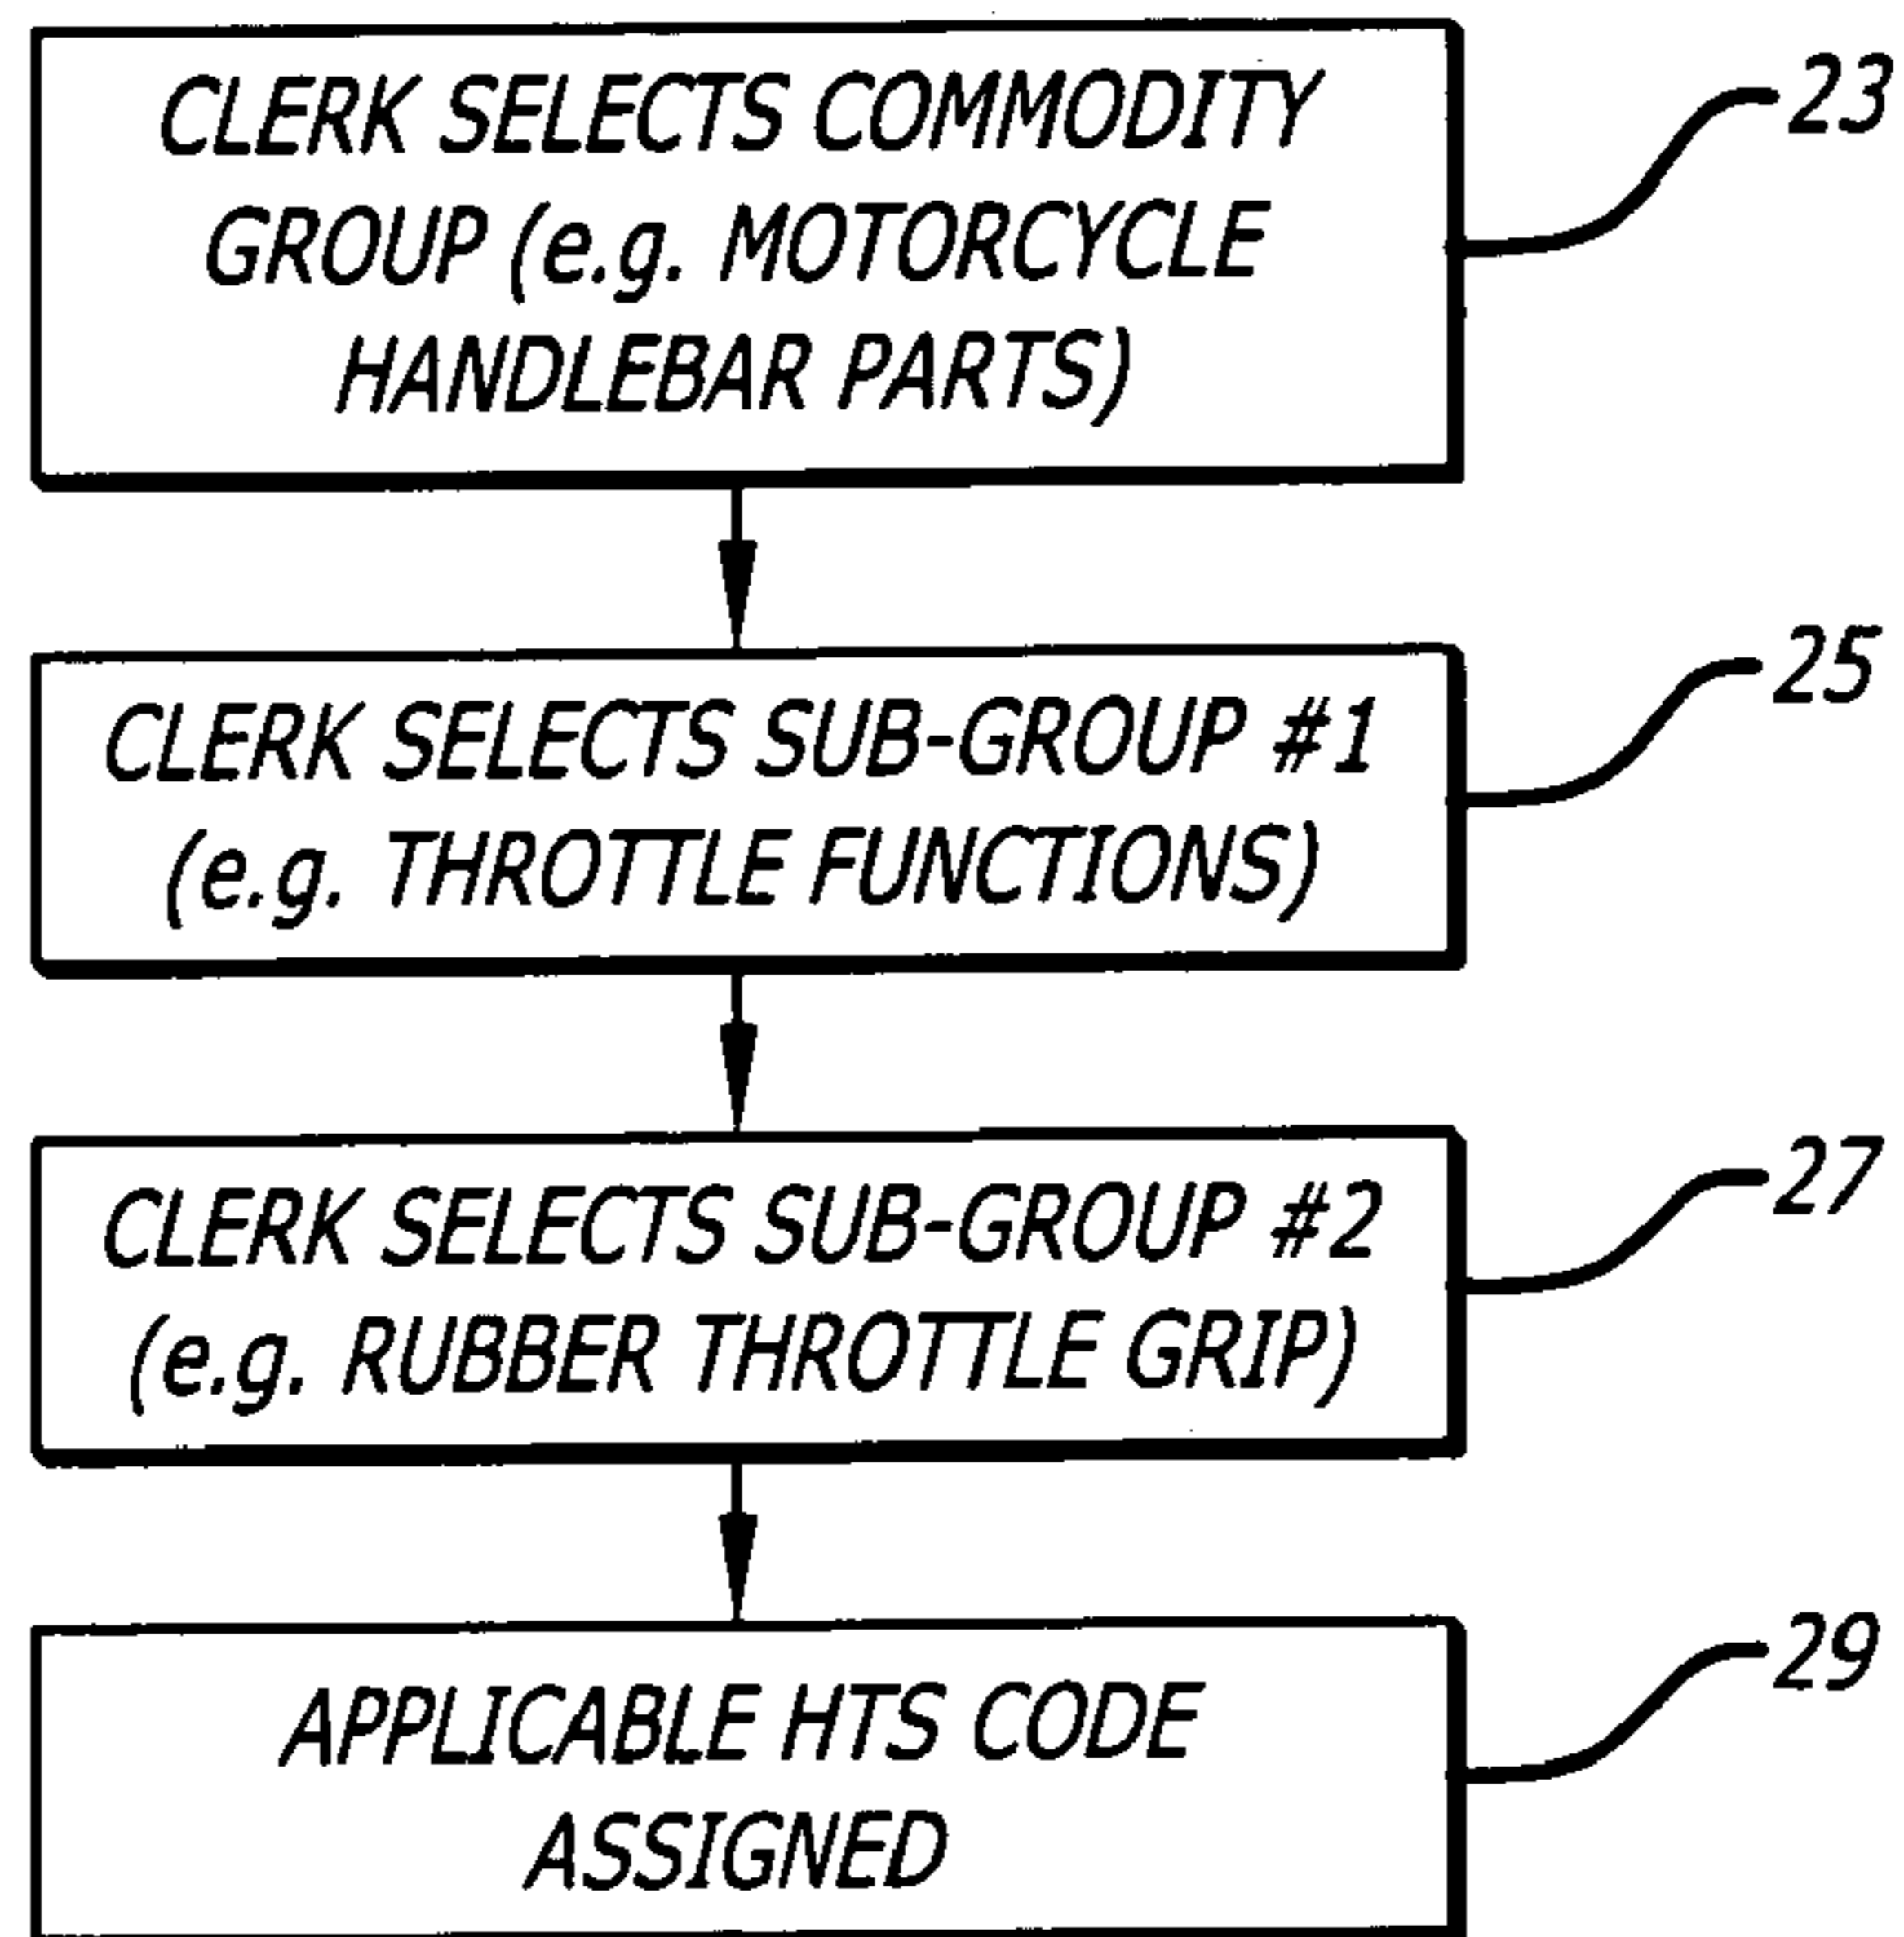 CLERK SELECTS COMMODITY
GROUP (e.g. MOTORCYCLE
HANDLEBAR PARTS)
23
CLERK SELECTS SUB-GROUP #1
(e.g. THROTTLE FUNCTIONS)
25
CLERK SELECTS SUB-GROUP #2
(e.g. RUBBER THROTTLE GRIP)
27
APPLICABLE HTS CODE
ASSIGNED
29